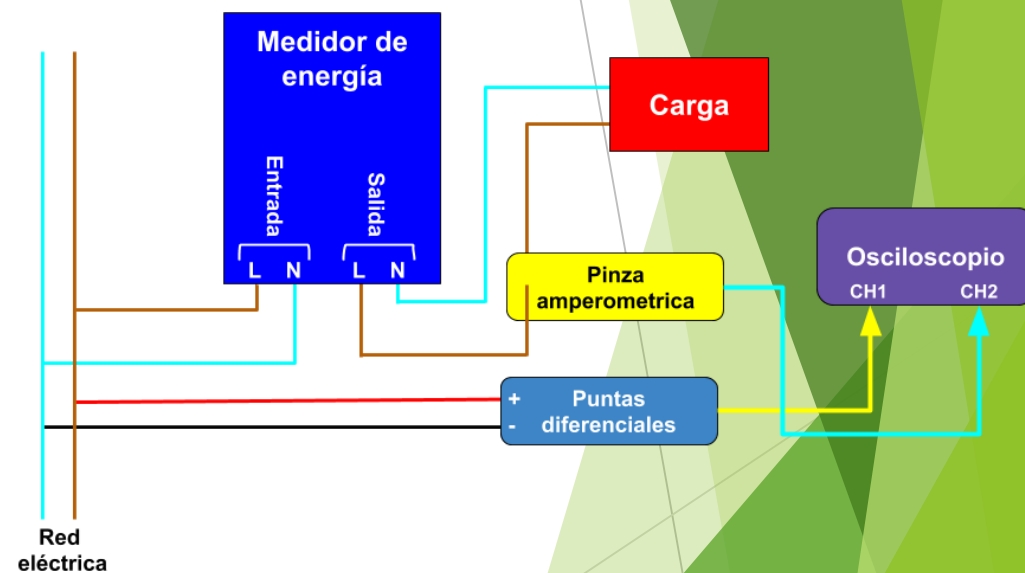 Medidor de
energía
Entrada
Salida
L N L N
Carga
Pinza
amperometrica
Osciloscopio
CH1 CH2
+ Puntas
- diferenciales
Red
eléctrica